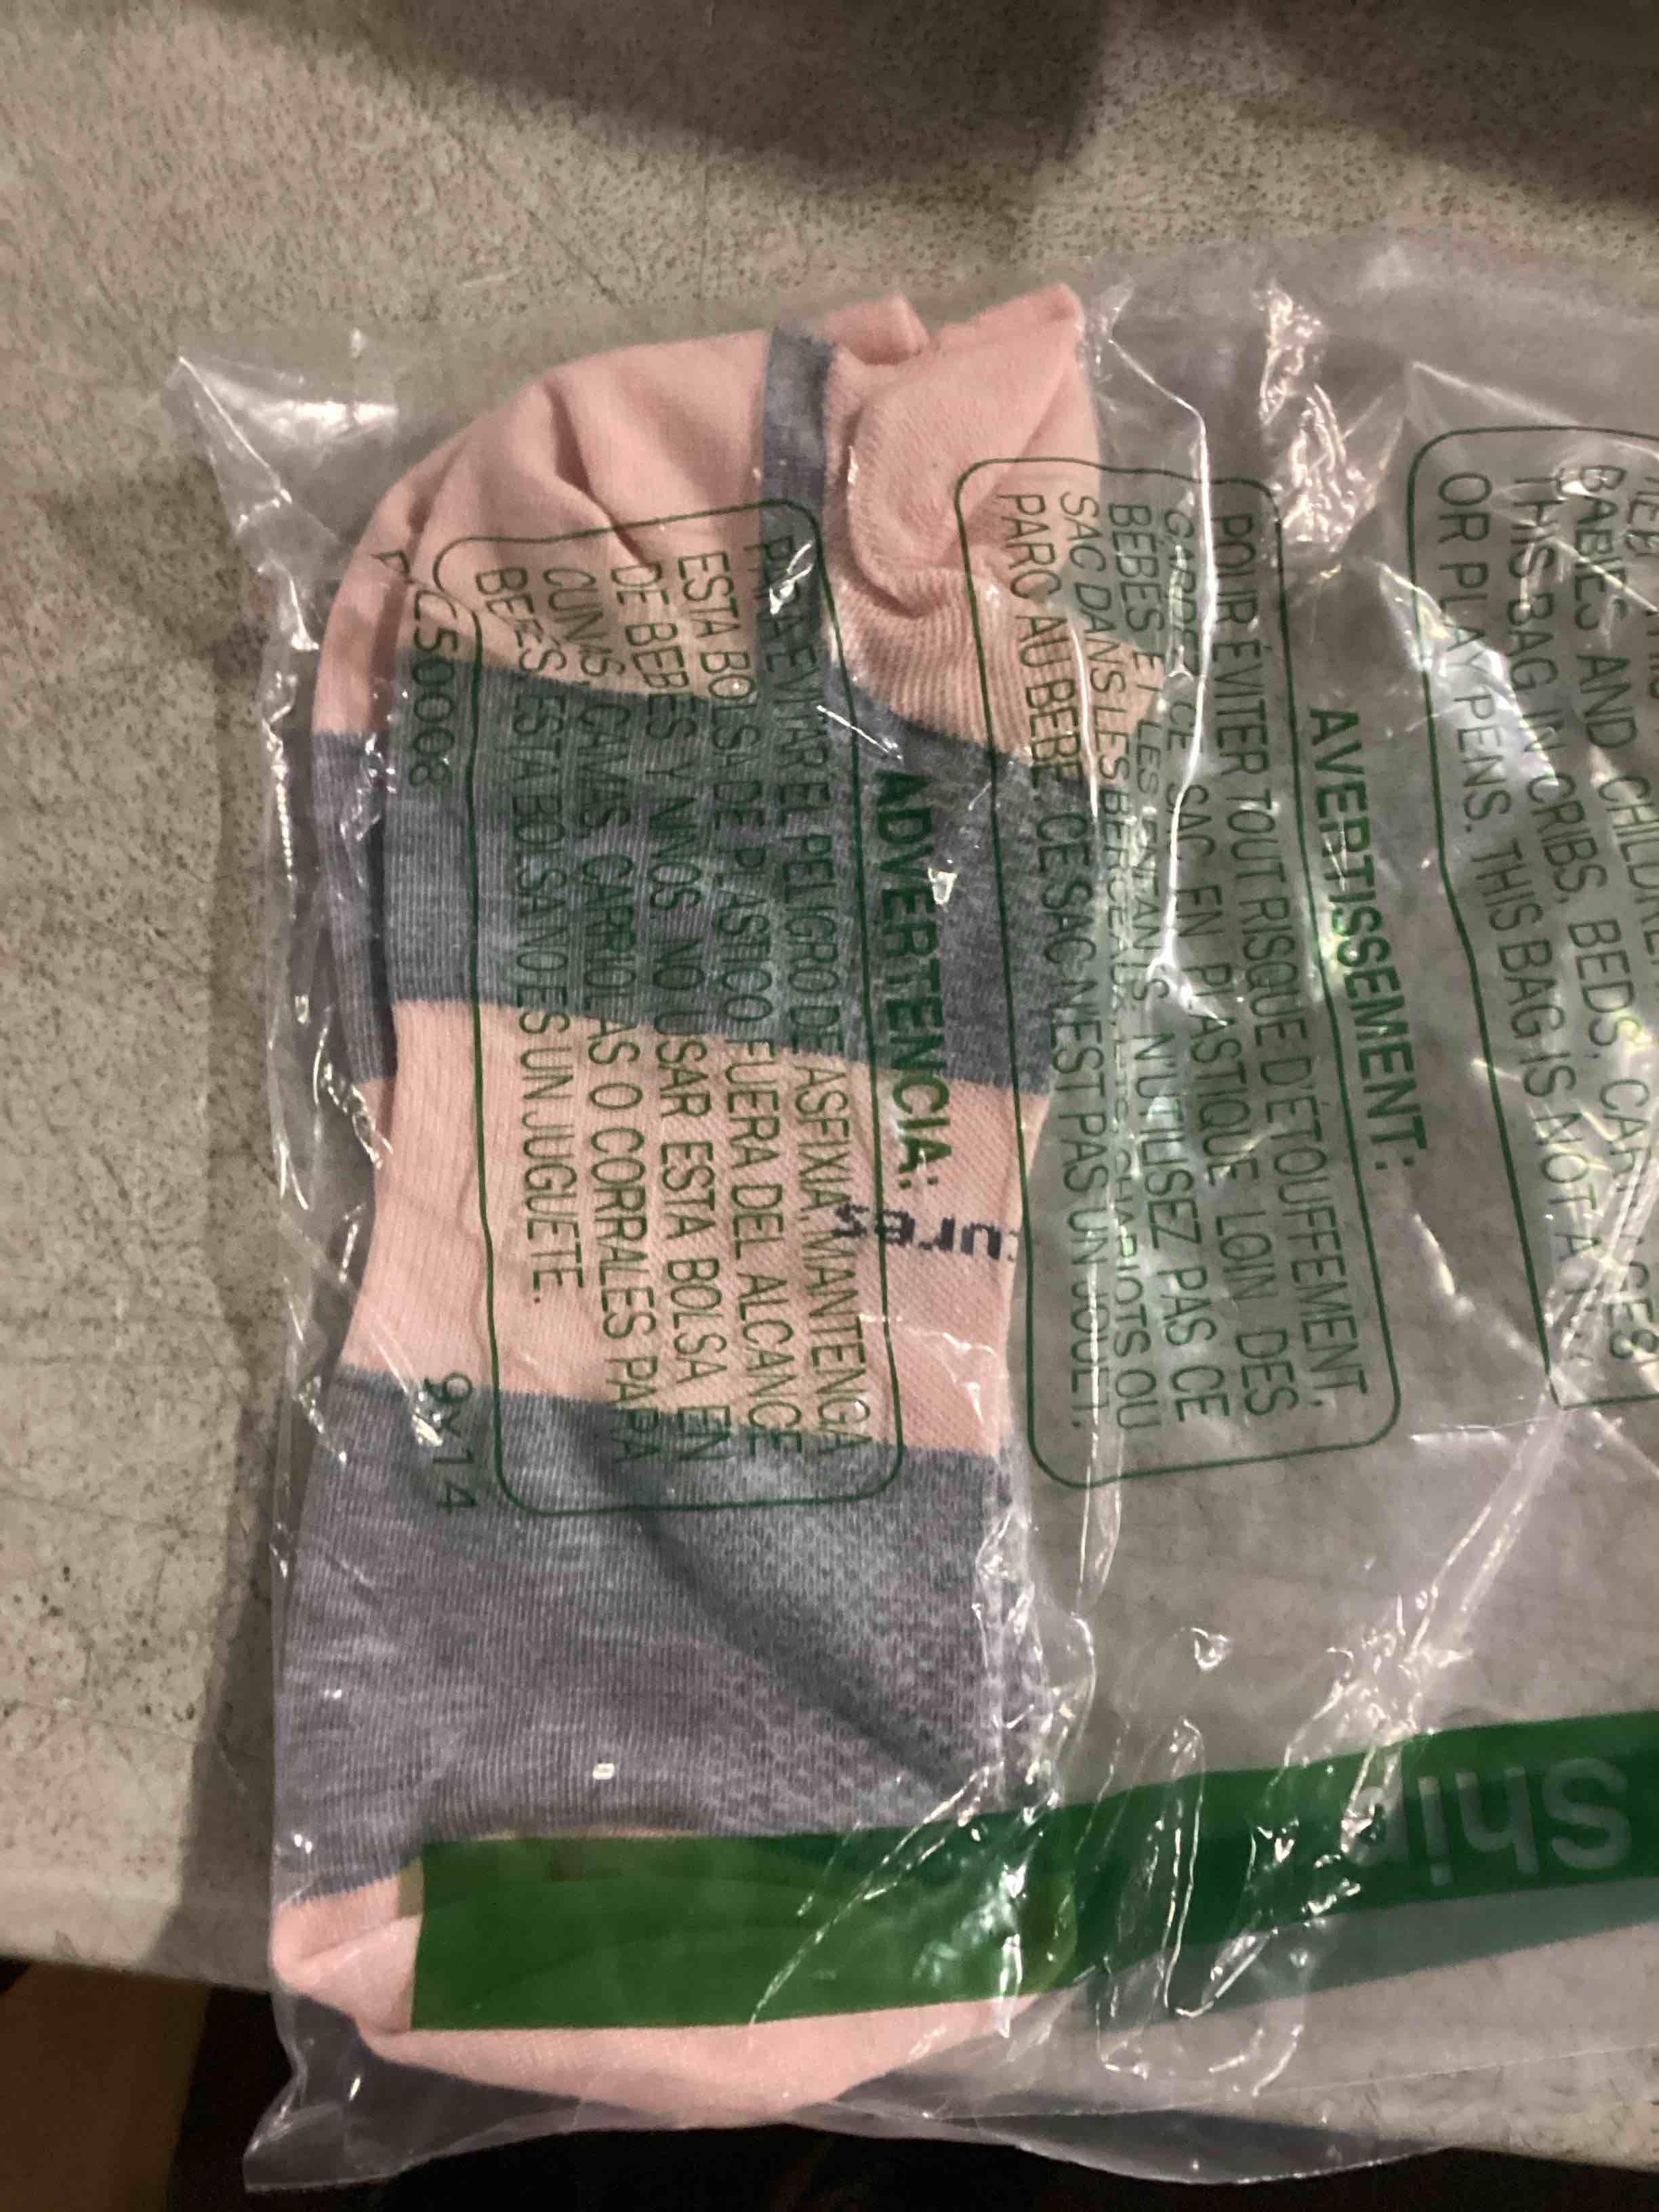 BABIES AND CHILDREN
THIS BAG IN CRIBS, BEDS,
OR PLAY PENS. THIS BAG IS NOT A
AVERTISSEMENT:
POUR ÉVITER TOUT RISQUE D'ÉTOUFFEMENT,
GARDEZ CE SAC EN PLASTIQUE LOIN DES
BÉBÉS ET LES ENFANTS. N'UTILISEZ PAS CE
SAC DANS LES BERCEAUX, LITS, CHARIOTS OU
PARC AU BÉBÉ. CE SAC N'EST PAS UN JOUET.
ADVERTENCIA:
PARA EVITAR EL PELIGRO DE ASFIXIA, MANTENGA
ESTA BOLSA DE PLASTICO FUERA DEL ALCANCE
DE BEBES Y NINOS. NO USAR ESTA BOLSA EN
CUNAS, CAMAS, CARRIOLAS O CORRALES PARA
BEBES. ESTA BOLSA NO ES UN JUGUETE.
9x14
tures
Ship